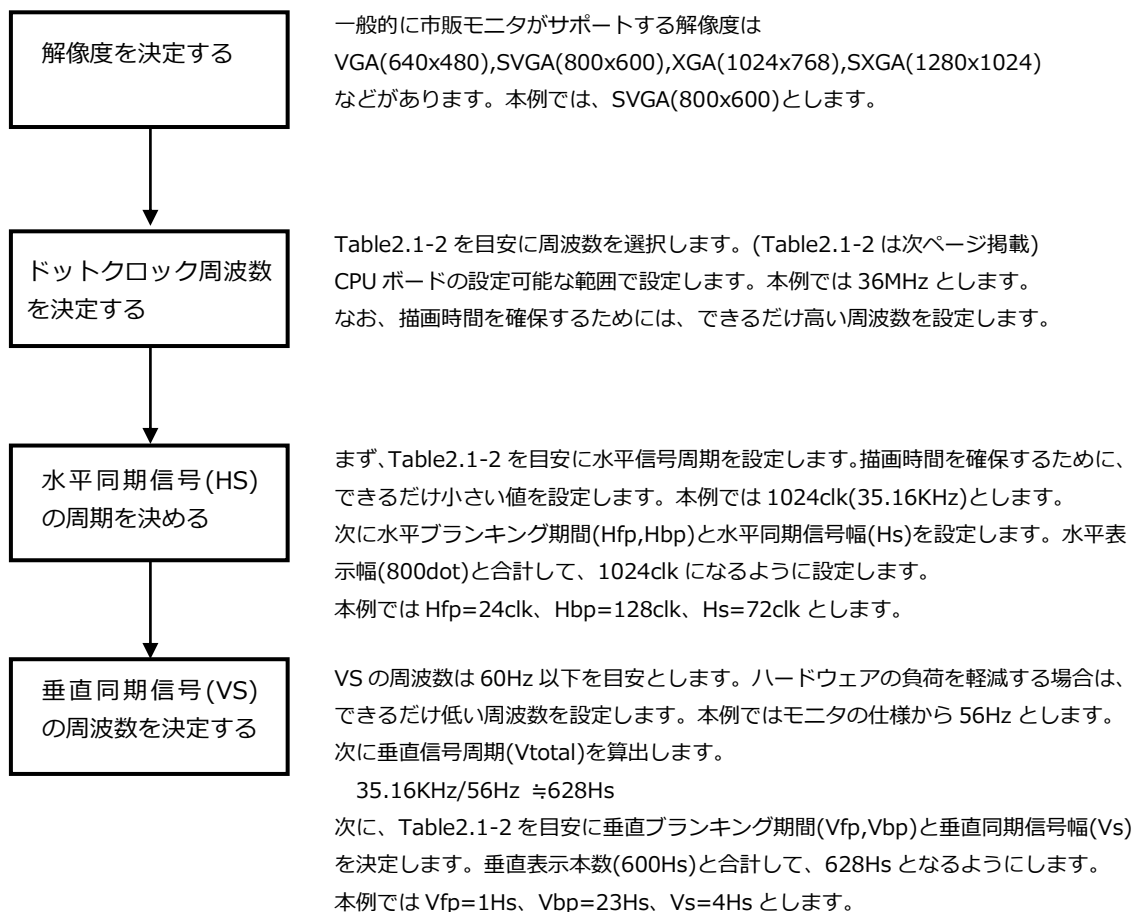 解像度を決定する
一般的に市販モニタがサポートする解像度は
VGA(640x480),SVGA(800x600),XGA(1024x768),SXGA(1280x1024)
などがあります。本例では、SVGA(800x600)とします。
ドットクロック周波数
を決定する
Table2.1-2 を目安に周波数を選択します。(Table2.1-2 は次ページ掲載)
CPU ボードの設定可能な範囲で設定します。本例では 36MHz とします。
なお、描画時間を確保するためには、できるだけ高い周波数を設定します。
水平同期信号(HS)
の周期を決める
まず、Table2.1-2 を目安に水平信号周期を設定します。描画時間を確保するために、
できるだけ小さい値を設定します。本例では 1024clk(35.16KHz)とします。
次に水平ブランキング期間(Hfp,Hbp)と水平同期信号幅(Hs)を設定します。水平表
示幅(800dot)と合計して、1024clk になるように設定します。
本例では Hfp=24clk、Hbp=128clk、Hs=72clk とします。
垂直同期信号(VS)
の周波数を決定する
VS の周波数は 60Hz 以下を目安とします。ハードウェアの負荷を軽減する場合は、
できるだけ低い周波数を設定します。本例ではモニタの仕様から 56Hz とします。
次に垂直信号周期(Vtotal)を算出します。
35.16KHz/56Hz ≒628Hs
次に、Table2.1-2 を目安に垂直ブランキング期間(Vfp,Vbp)と垂直同期信号幅(Vs)
を決定します。垂直表示本数(600Hs)と合計して、628Hs となるようにします。
本例では Vfp=1Hs、Vbp=23Hs、Vs=4Hs とします。